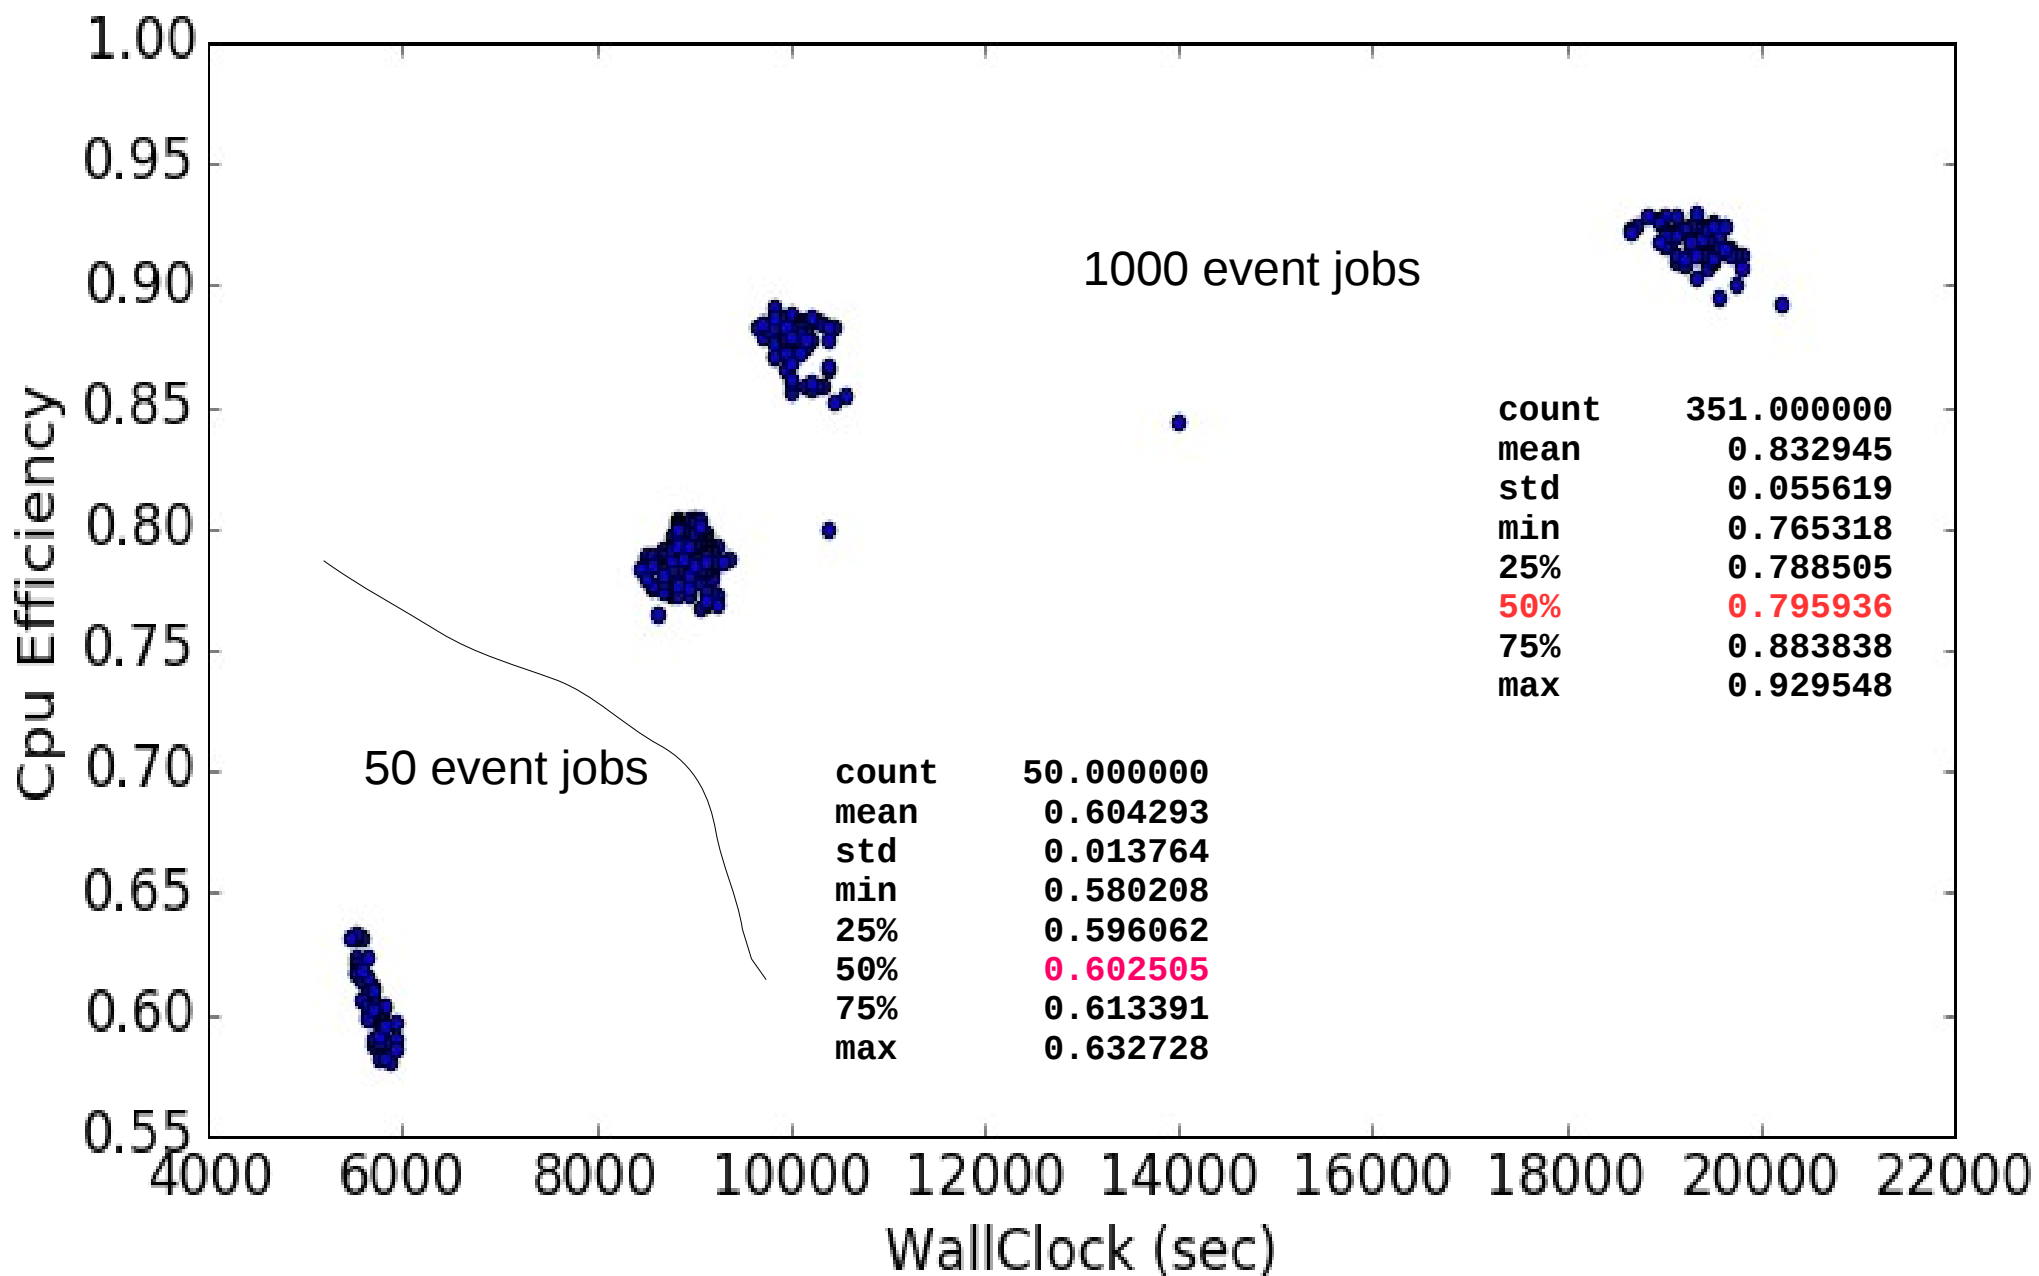 1.00
0.95
0.90
0.85
0.80
0.75
0.70
0.65
0.60
0.55
Cpu Efficiency
1000 event jobs
count 351.000000
mean 0.832945
std 0.055619
min 0.765318
25% 0.788505
50% 0.795936
75% 0.883838
max 0.929548
50 event jobs
count 50.000000
mean 0.604293
std 0.013764
min 0.580208
25% 0.596062
50% 0.602505
75% 0.613391
max 0.632728
4000 6000 8000 10000 12000 14000 16000 18000 20000 22000
WallClock (sec)